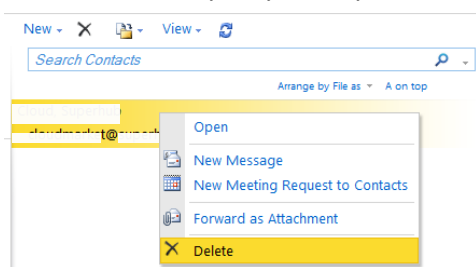 New View
Search Contacts
Arrange by File as A on top
Open
New Message
New Meeting Request to Contacts
Forward as Attachment
Delete